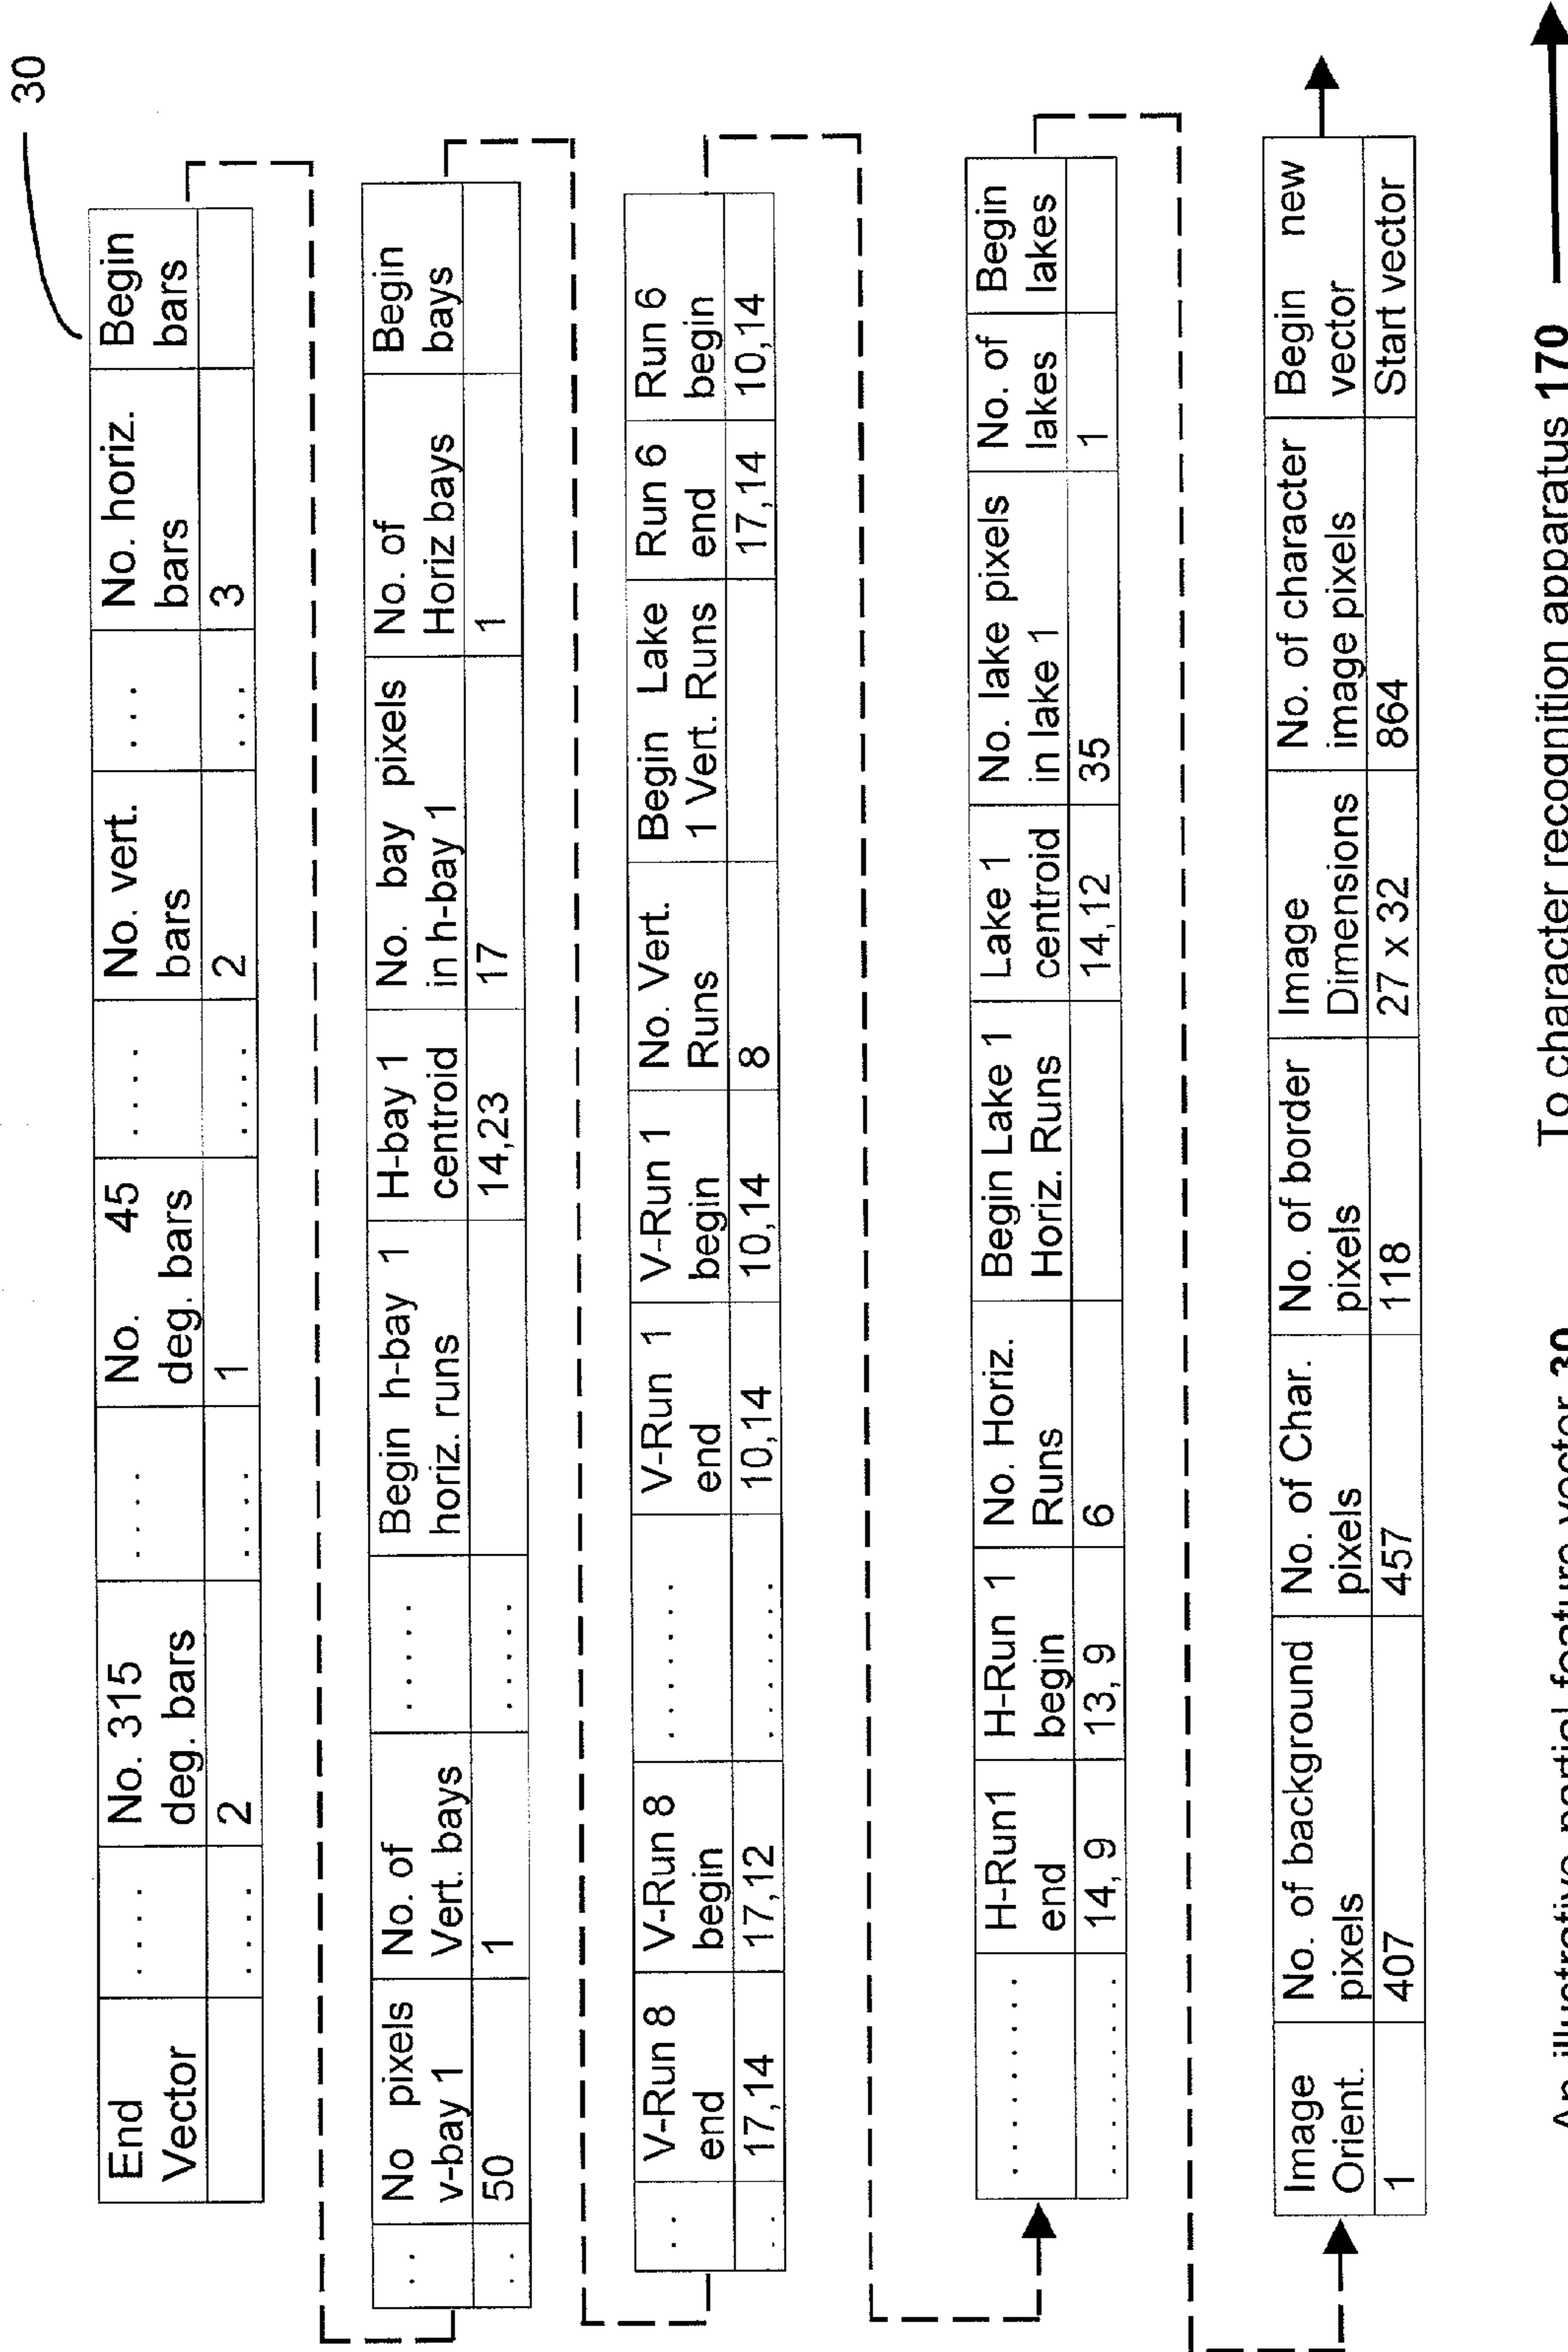 30
End Vector | .... | No. 315 deg. bars | .... | No. 45 deg. bars | .... | No. vert. bars | ... | No. horiz. bars | Begin bars
.... | 2 | .... | 1 | .... | 2 | ... | 3
.. | No pixels v-bay 1 | No. of Vert. bays | ..... | Begin h-bay 1 horiz. runs | H-bay 1 centroid | No. bay pixels in h-bay 1 | No. of Horiz bays | Begin bays
.. | 50 | 1 | ..... | 14,23 | 17 | 1
.. | V-Run 8 end | V-Run 8 begin | ....... | V-Run 1 end | V-Run 1 begin | No. Vert. Runs | Begin Lake 1 Vert. Runs | Run 6 end | Run 6 begin
.. | 17,14 | 17,12 | ....... | 10,14 | 10,14 | 8 | 17,14 | 10,14
........ | H-Run1 end | H-Run 1 begin | No. Horiz. Runs | Begin Lake 1 Horiz. Runs | Lake 1 centroid | No. lake pixels in lake 1 | No. of lakes | Begin lakes
........ | 14, 9 | 13, 9 | 6 | 14,12 | 35 | 1
Image Orient. | No. of background pixels | No. of Char. pixels | No. of border pixels | Image Dimensions | No. of character image pixels | Begin new vector
1 | 407 | 457 | 118 | 27 x 32 | 864 | Start vector
An illustrative partial feature vector 30 To character recognition apparatus 170